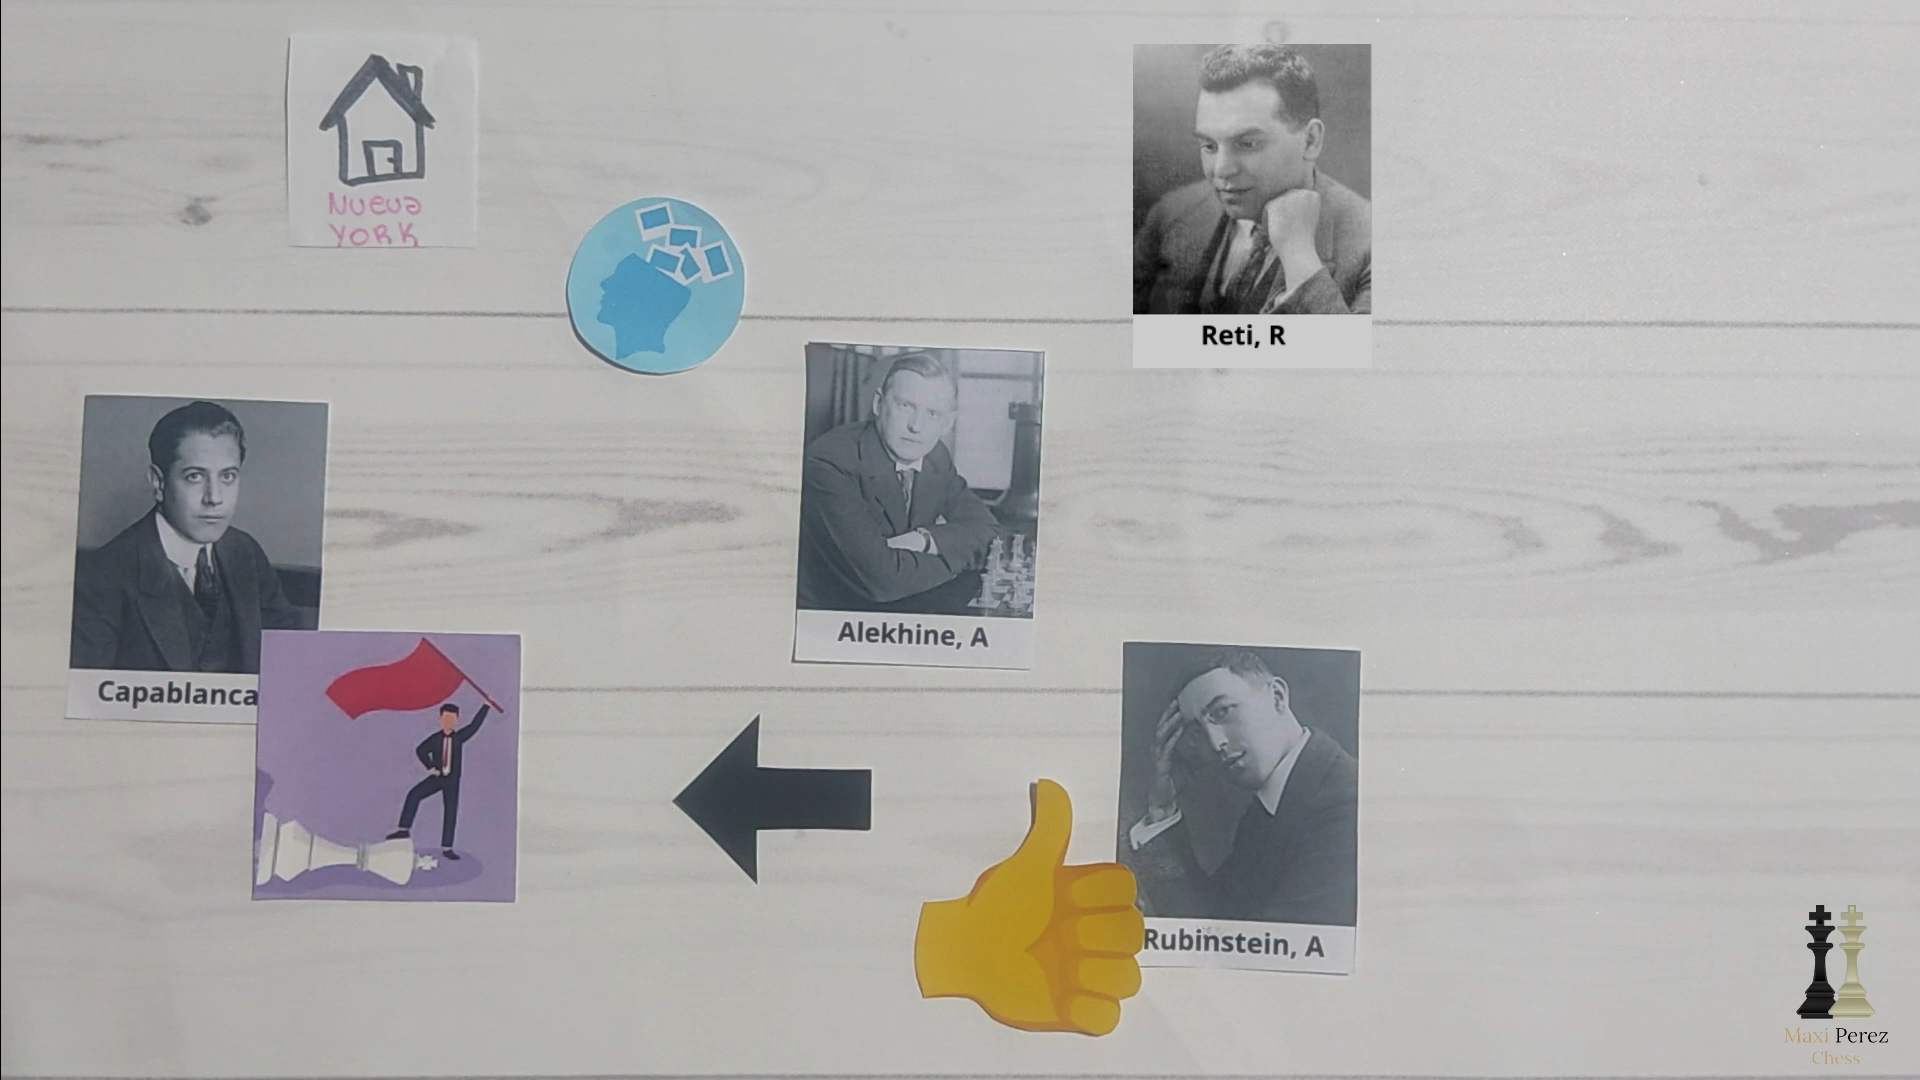 Nueva
YORK
Reti, R
Alekhine, A
Capablanca
Rubinstein, A
Maxi Perez
Chess